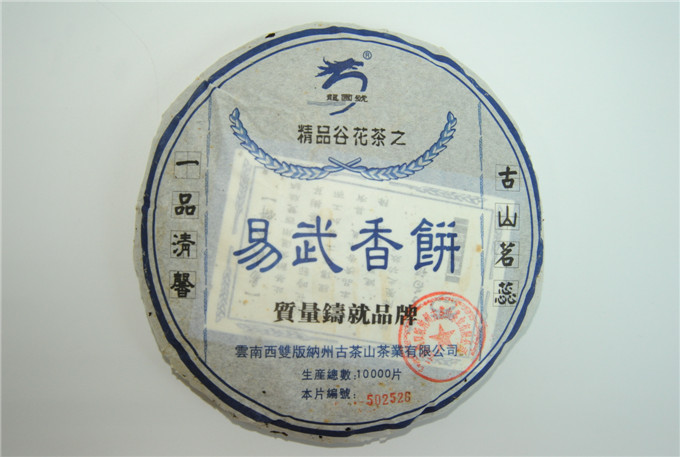 ®
龍園號
精品谷花茶之
一品清馨
古山茗蕊
易武香餅
質量鑄就品牌
雲南西雙版納州古茶山茶業有限公司
生産總數:10000片
本片編號:502526